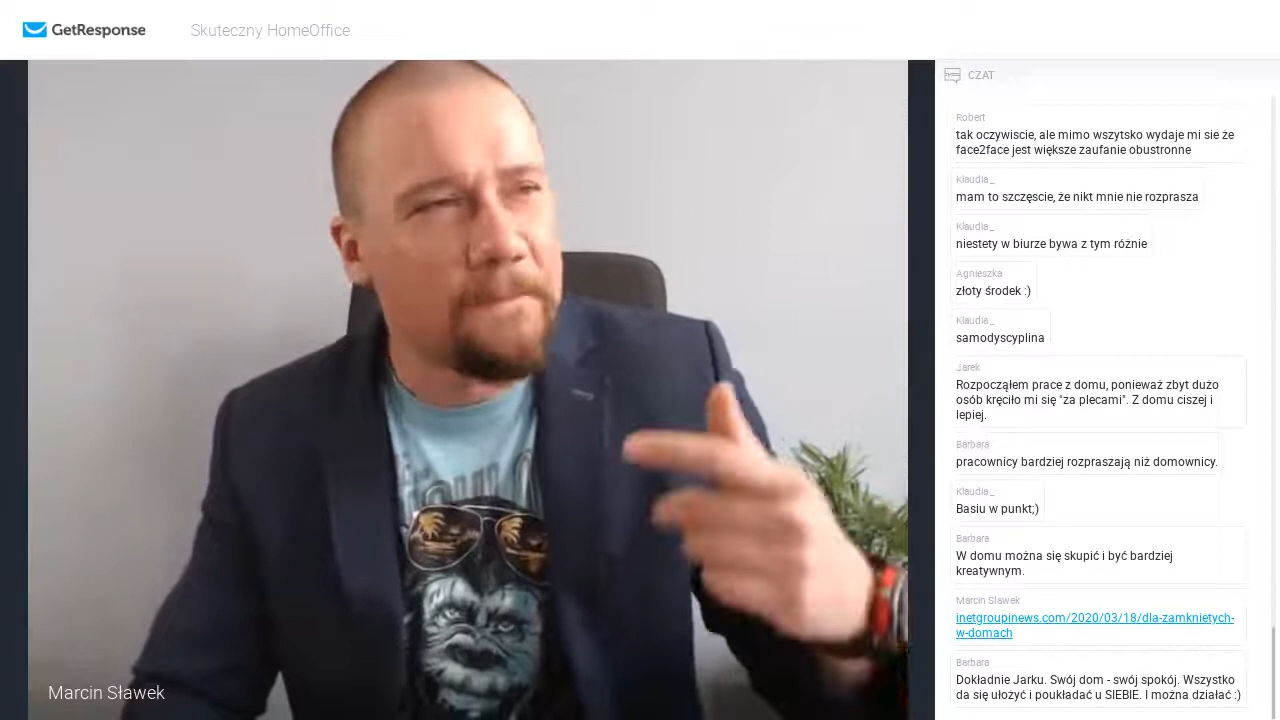 GetResponse
Skuteczny HomeOffice
CZAT
Robert
tak oczywiscie, ale mimo wszytsko wydaje mi sie że
face2face jest większe zaufanie obustronne
Klaudia_
mam to szczęscie, że nikt mnie nie rozprasza
Klaudia_
niestety w biurze bywa z tym różnie
Agnieszka
złoty środek :)
Klaudia_
samodyscyplina
Jarek
Rozpocząłem prace z domu, ponieważ zbyt dużo
osób kręciło mi się "za plecami". Z domu ciszej i
lepiej.
Barbara
pracownicy bardziej rozpraszają niż domownicy.
Klaudia_
Basiu w punkt;)
Barbara
W domu można się skupić i być bardziej
kreatywnym.
Marcin Sławek
inetgroupinews.com/2020/03/18/dla-zamknietych-
w-domach
Barbara
Dokładnie Jarku. Swój dom - swój spokój. Wszystko
da się ułożyć i poukładać u SIEBIE. I można działać :)
Marcin Sławek